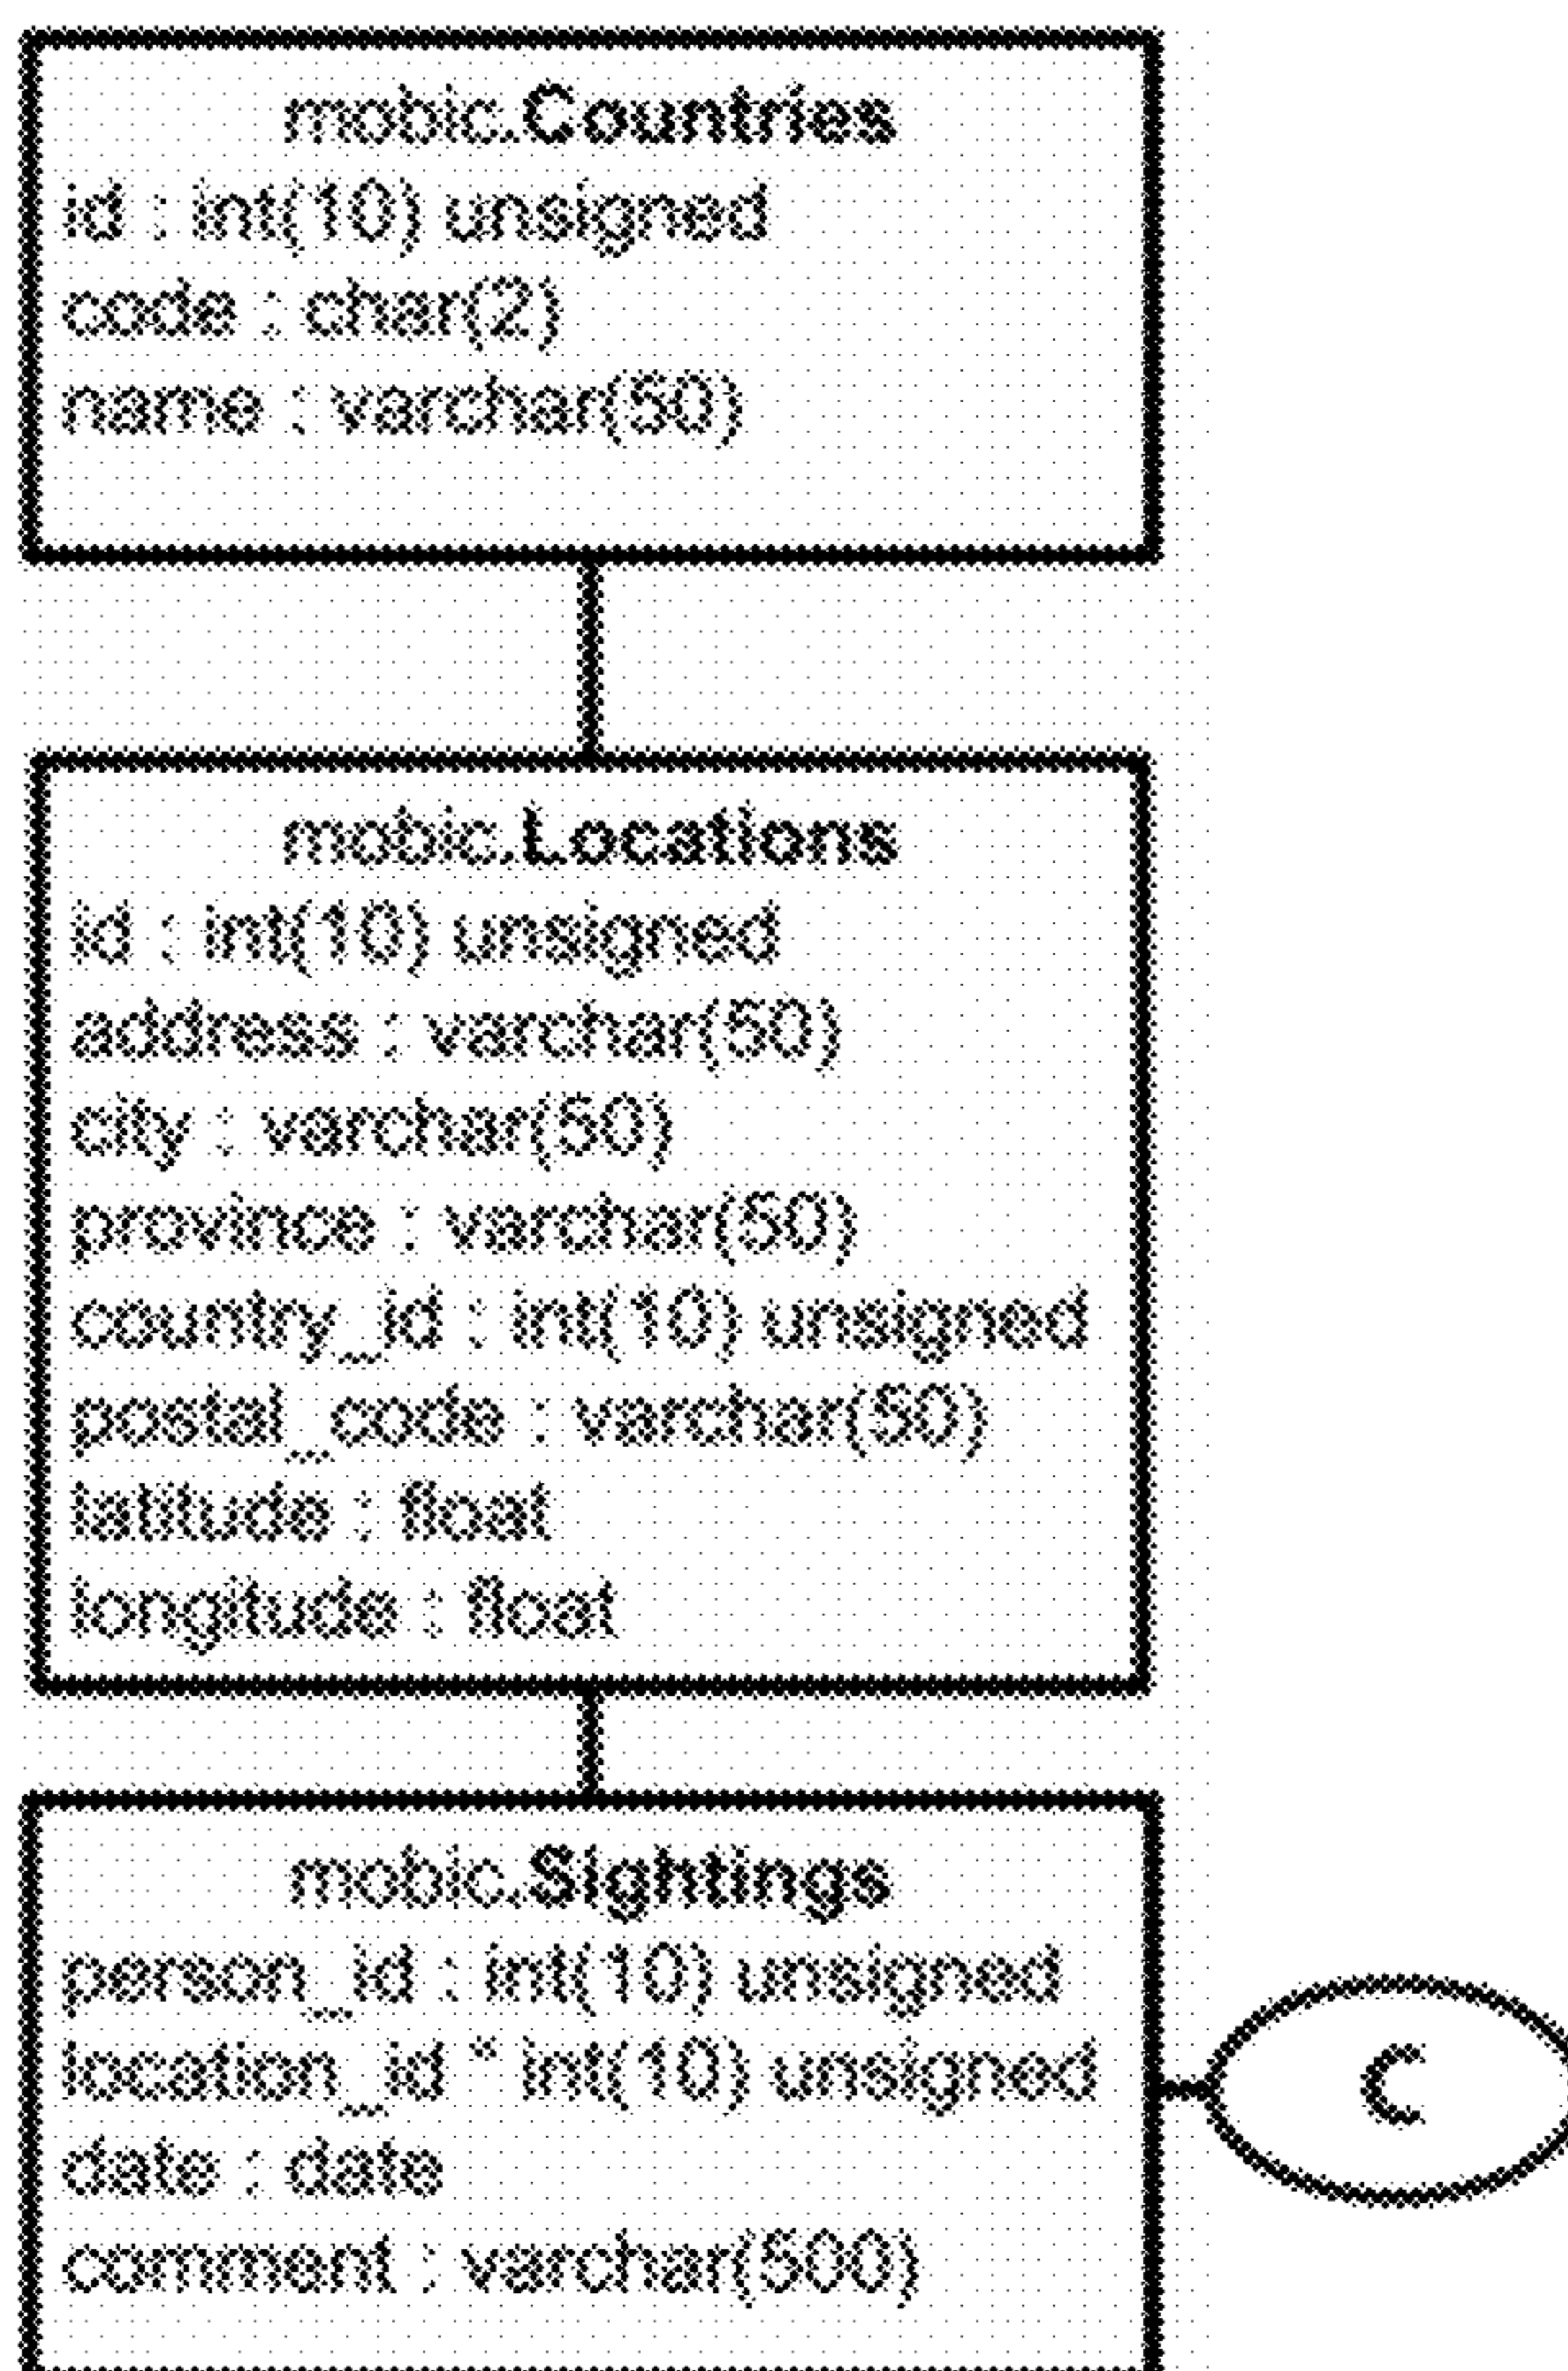 mobic.Countries
id : int(10) unsigned
code : char(2)
name : varchar(50)
mobic.Locations
id : int(10) unsigned
address : varchar(50)
city : varchar(50)
province : varchar(50)
country_id : int(10) unsigned
postal_code : varchar(50)
latitude : float
longitude : float
mobic.Sightings
person_id : int(10) unsigned
location_id " int(10) unsigned
date : date
comment : varchar(500)
C